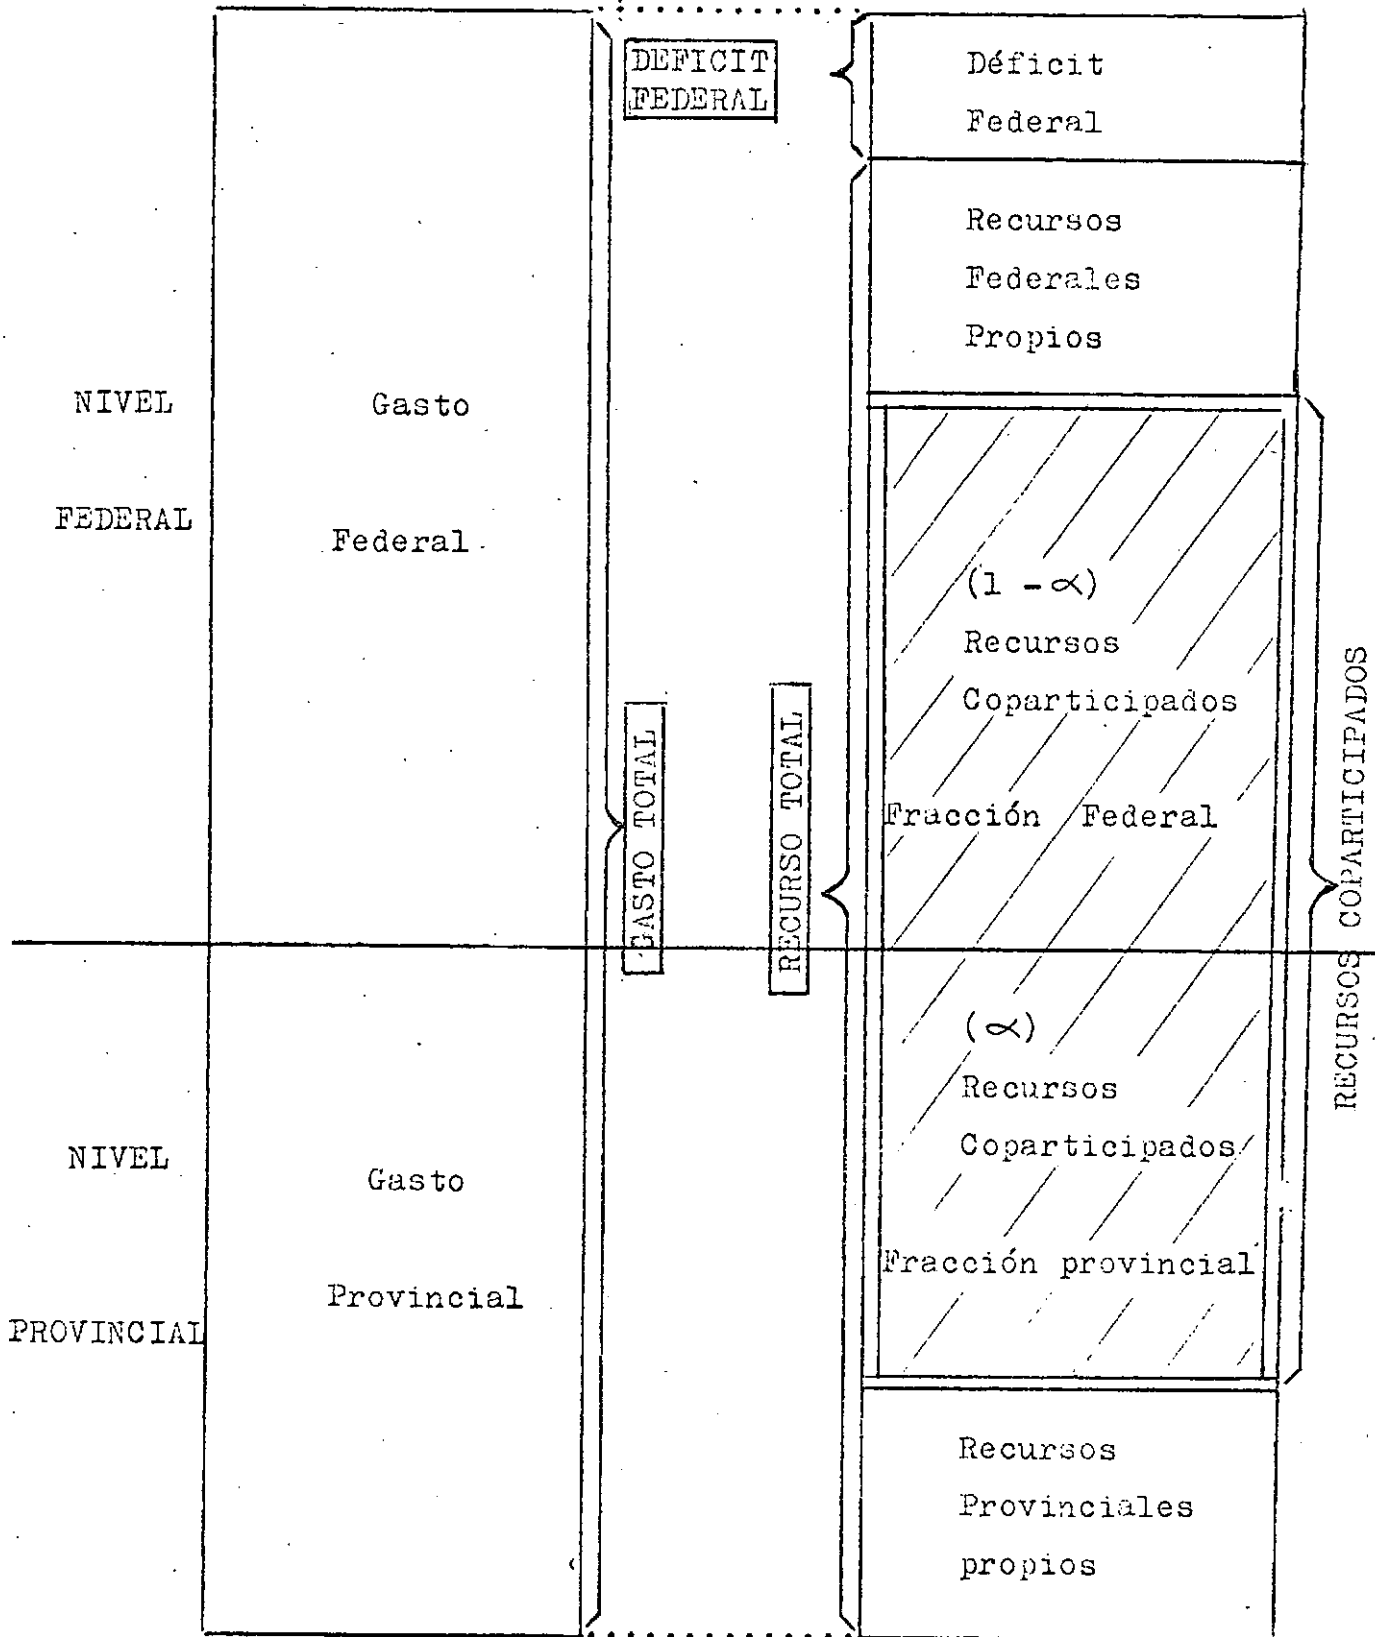 DEFICIT
FEDERAL
Déficit
Federal
Recursos
Federales
Propios
NIVEL
FEDERAL
Gasto
Federal
(1 - α)
Recursos
Coparticipados
Fracción Federal
GASTO TOTAL
RECURSO TOTAL
RECURSOS COPARTICIPADOS
(α)
Recursos
Coparticipados
Fracción provincial
NIVEL
PROVINCIAL
Gasto
Provincial
Recursos
Provinciales
propios